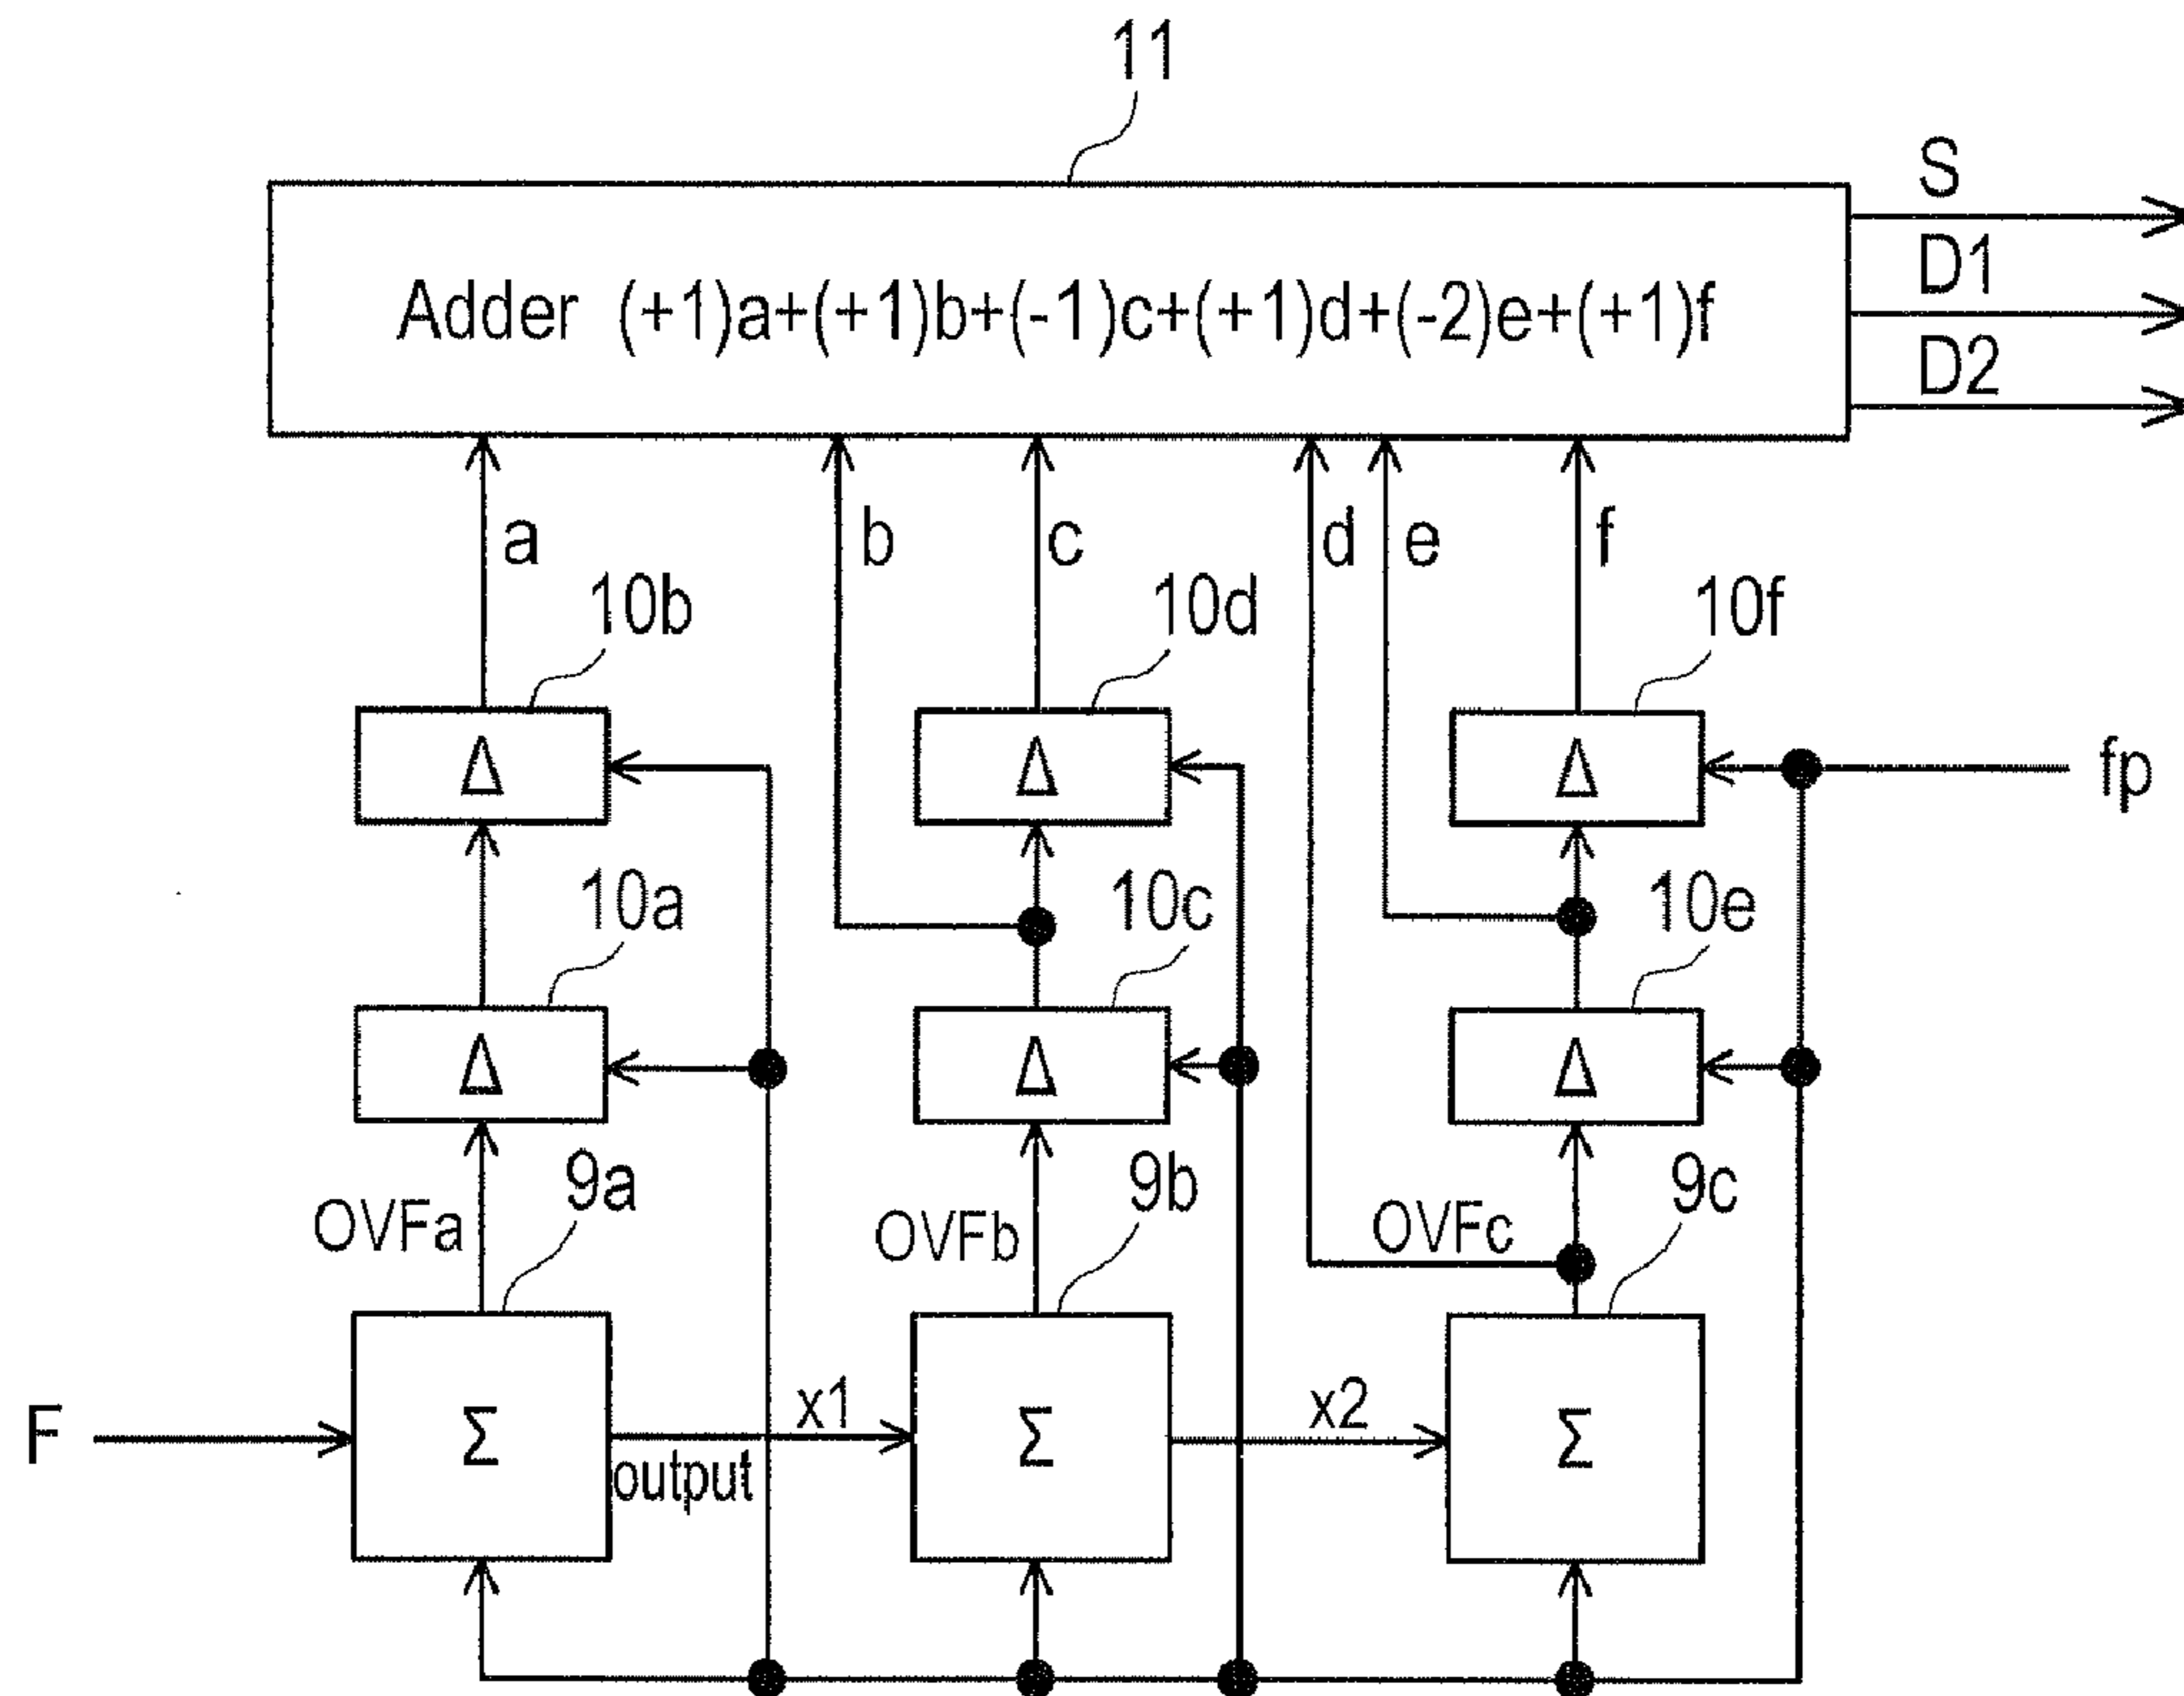 11
S
D1
D2
Adder (+1)a+(+1)b+(-1)c+(+1)d+(-2)e+(+1)f
a
b
c
d
e
f
10b
10d
10f
Δ
Δ
Δ
fp
10a
10c
10e
Δ
Δ
Δ
OVFa
9a
OVFb
9b
OVFc
9c
F
Σ
x1
output
Σ
x2
Σ